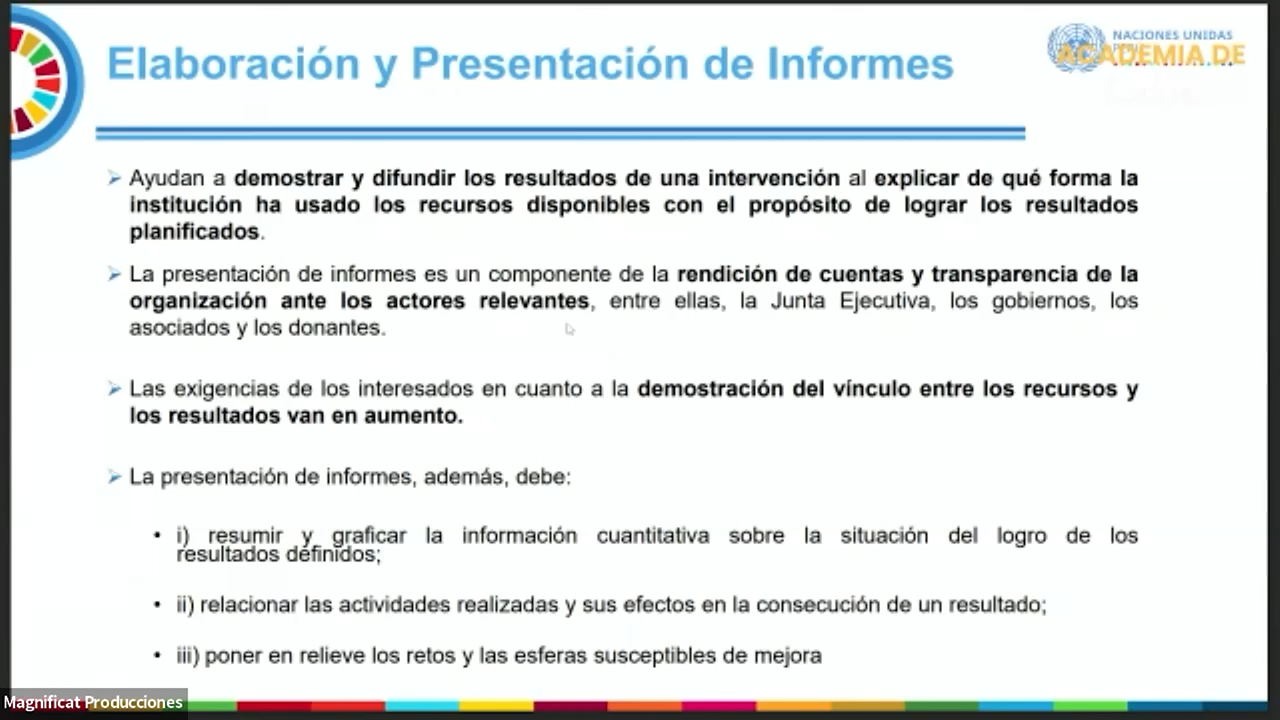 Elaboración y Presentación de Informes
NACIONES UNIDAS
ACADEMIA DE
➢ Ayudan a demostrar y difundir los resultados de una intervención al explicar de qué forma la
institución ha usado los recursos disponibles con el propósito de lograr los resultados
planificados.
➢ La presentación de informes es un componente de la rendición de cuentas y transparencia de la
organización ante los actores relevantes, entre ellas, la Junta Ejecutiva, los gobiernos, los
asociados y los donantes.
➢ Las exigencias de los interesados en cuanto a la demostración del vínculo entre los recursos y
los resultados van en aumento.
➢ La presentación de informes, además, debe:
• i) resumir y graficar la información cuantitativa sobre la situación del logro de los
resultados definidos;
• ii) relacionar las actividades realizadas y sus efectos en la consecución de un resultado;
• iii) poner en relieve los retos y las esferas susceptibles de mejora
Magnificat Producciones